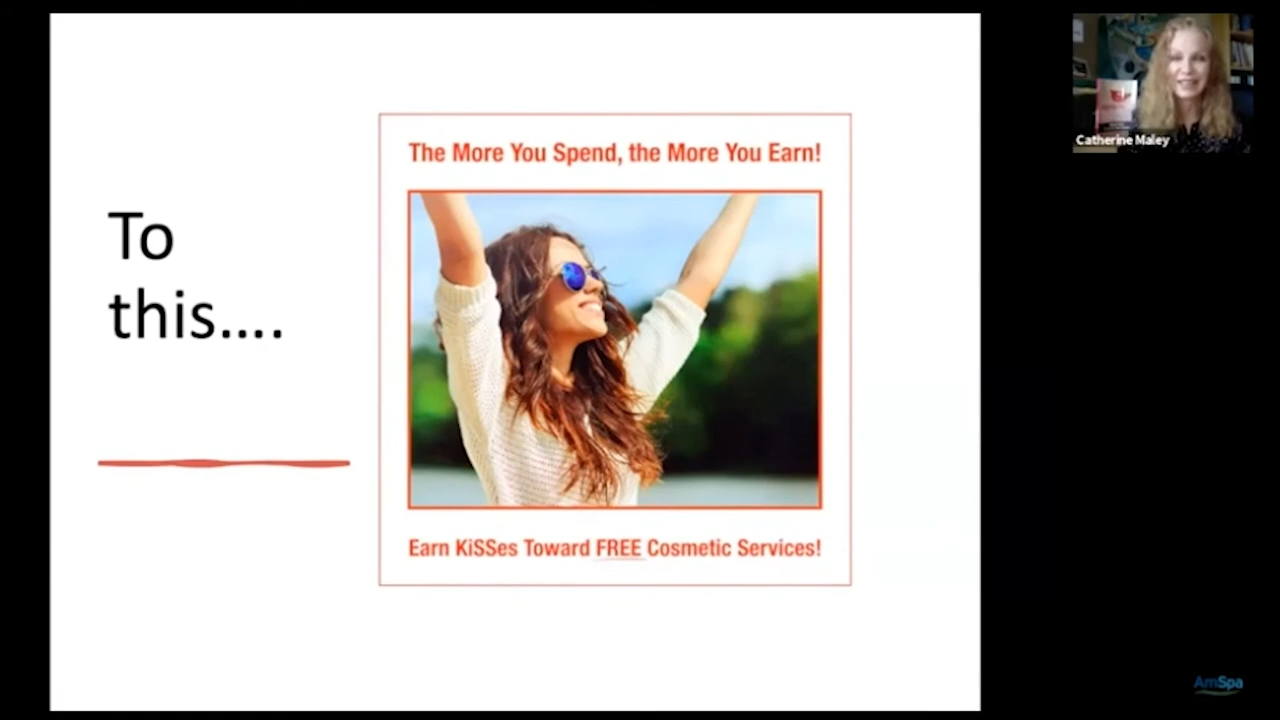 To
this....
The More You Spend, the More You Earn!
Earn KiSSes Toward FREE Cosmetic Services!
Catherine Maley
AmSpa